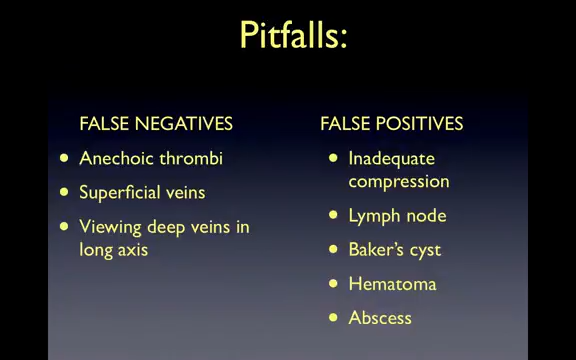 Pitfalls:
FALSE NEGATIVES
• Anechoic thrombi
• Superficial veins
• Viewing deep veins in
long axis
FALSE POSITIVES
• Inadequate
compression
• Lymph node
• Baker's cyst
• Hematoma
• Abscess